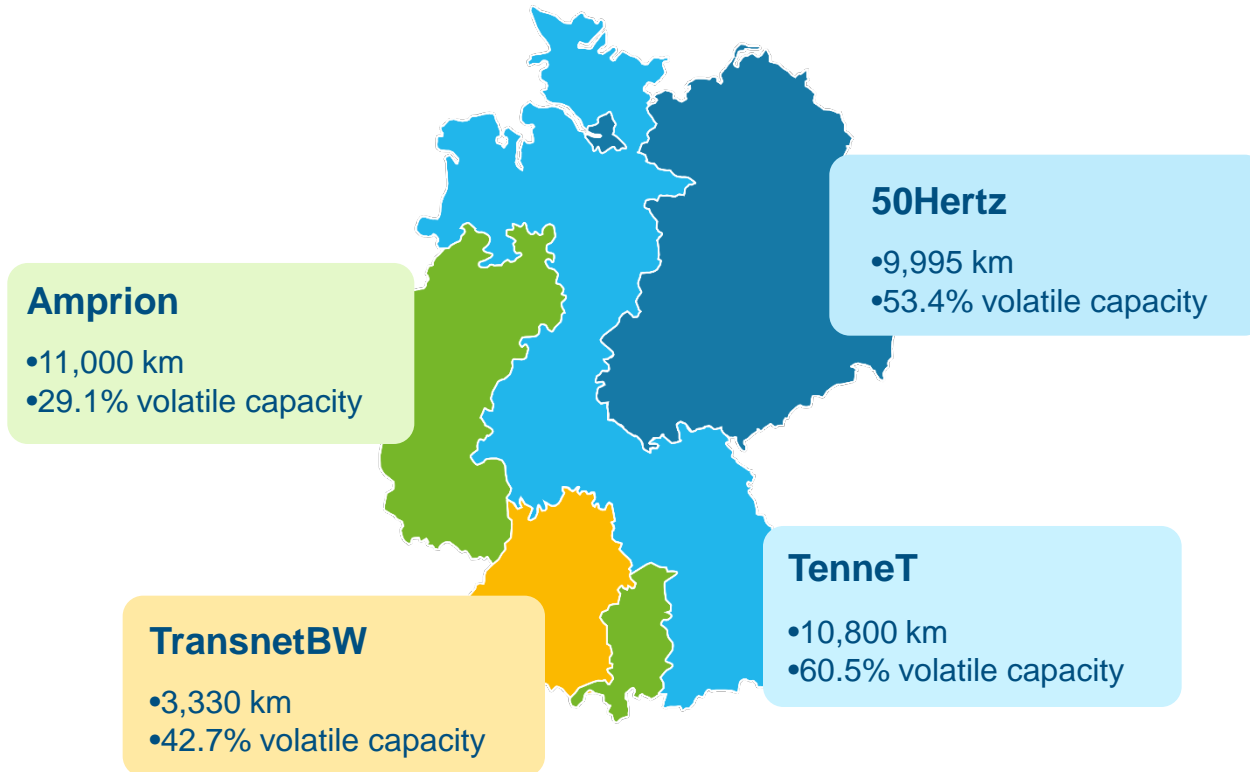 50Hertz
•9,995 km
•53.4% volatile capacity
Amprion
•11,000 km
•29.1% volatile capacity
TenneT
•10,800 km
•60.5% volatile capacity
TransnetBW
•3,330 km
•42.7% volatile capacity